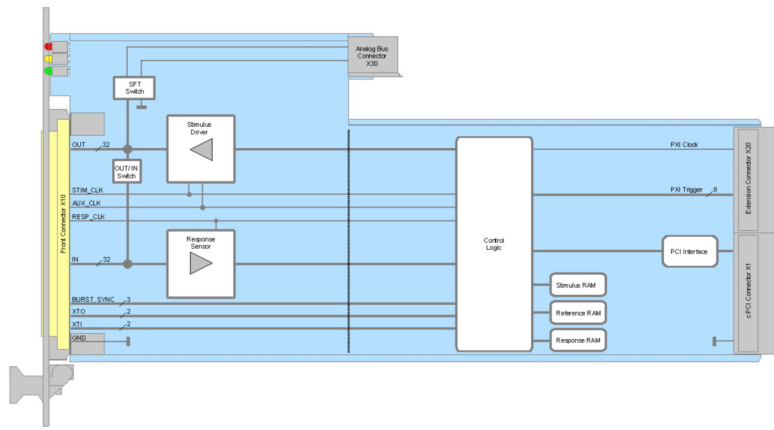 Analog Bus
Connector
X30
SFT
Switch
Stimulus
Driver
OUT
32
PXI Clock
OUT/IN
Switch
STIM_CLK
PXI Trigger
8
AUX_CLK
RESP_CLK
Front Connector X10
Extension Connector X20
Response
Sensor
Control
Logic
PCI Interface
IN
32
Stimulus RAM
BURST, SYNC
3
XTO
2
Reference RAM
XTI
2
GND
Response RAM
cPCI Connector X1